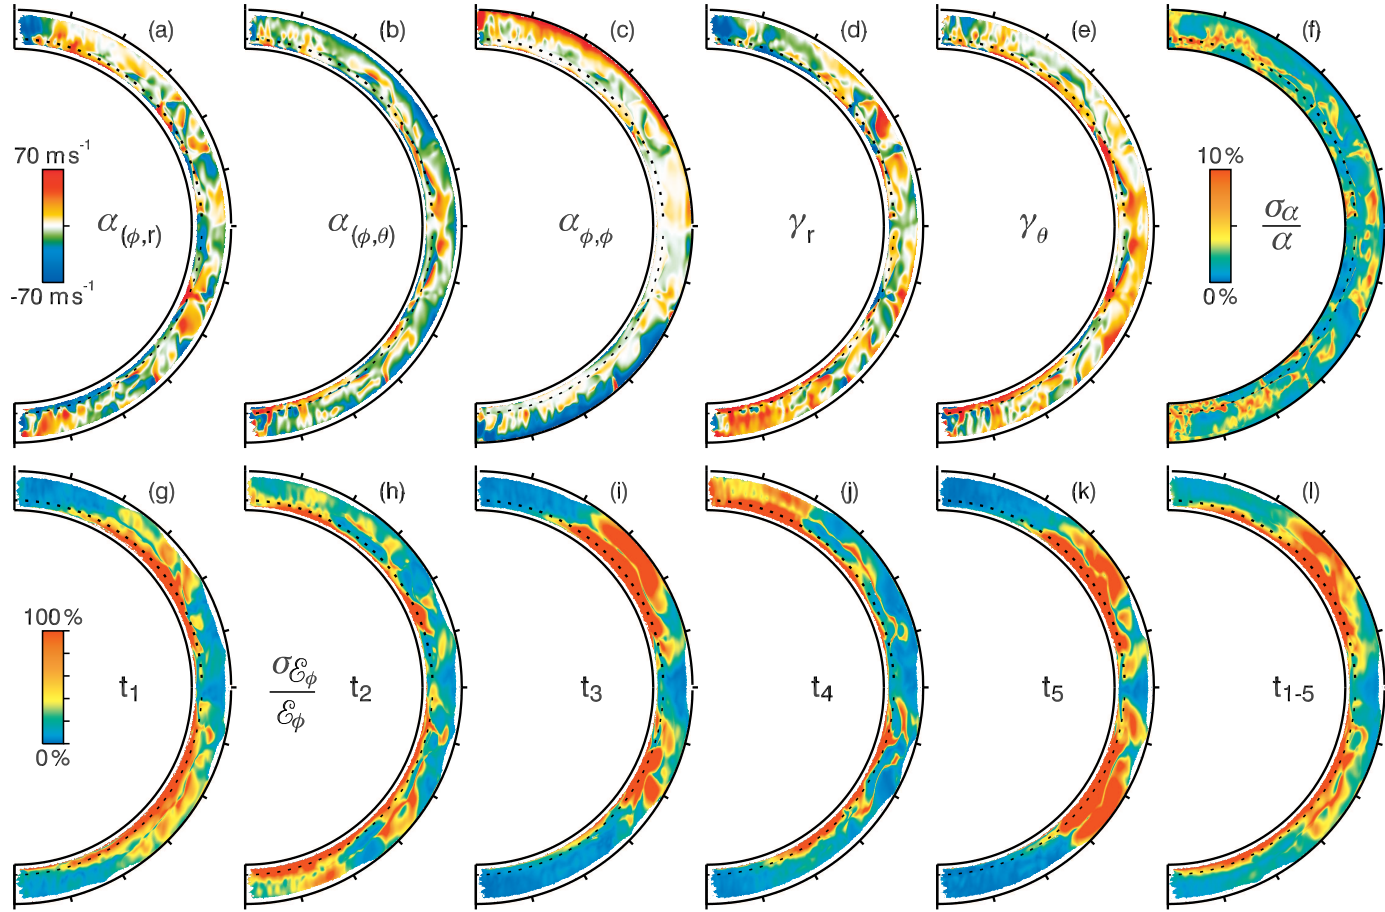 (a) (b) (c) (d) (e) (f)
70 m s⁻¹
-70 m s⁻¹
α(ϕ,r)
α(ϕ,θ)
αϕ,ϕ
γr
γθ
10 %
0 %
σα
α
(g) (h) (i) (j) (k) (l)
100 %
0 %
t1
σℰϕ
ℰϕ
t2
t3
t4
t5
t1-5